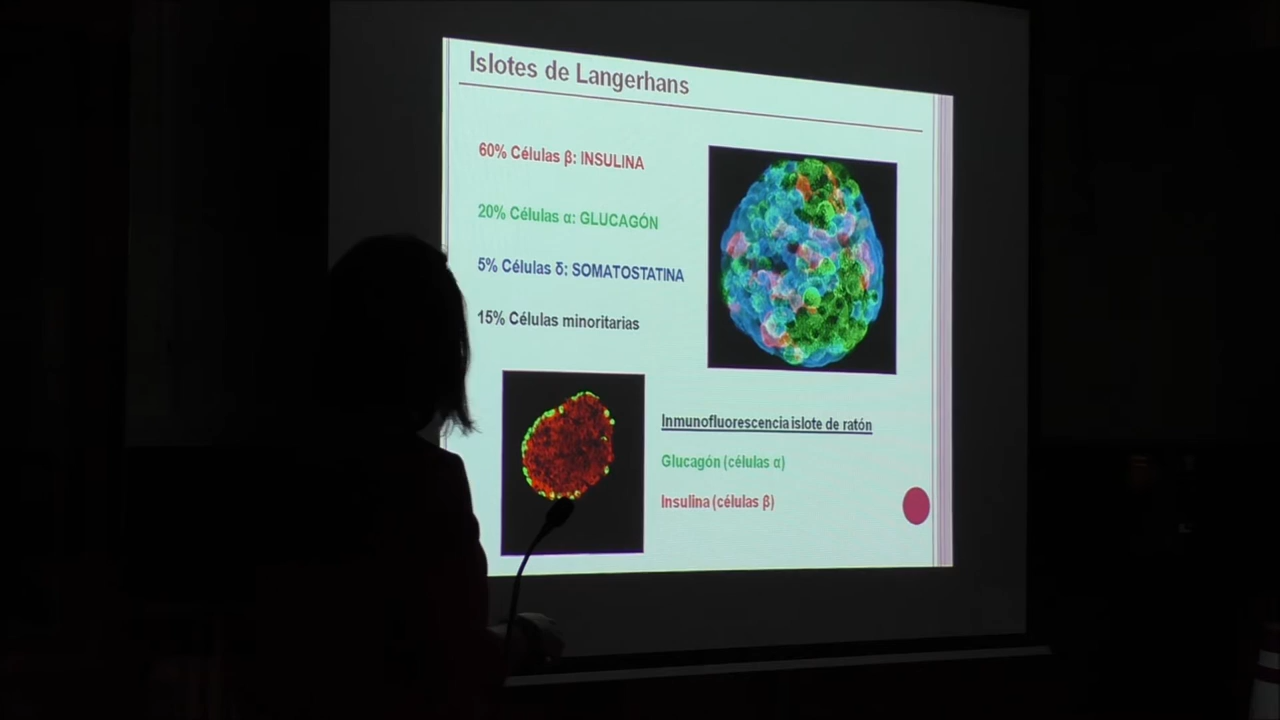 Islotes de Langerhans
60% Células β: INSULINA
20% Células α: GLUCAGÓN
5% Células δ: SOMATOSTATINA
15% Células minoritarias
Inmunofluorescencia islote de ratón
Glucagón (células α)
Insulina (células β)